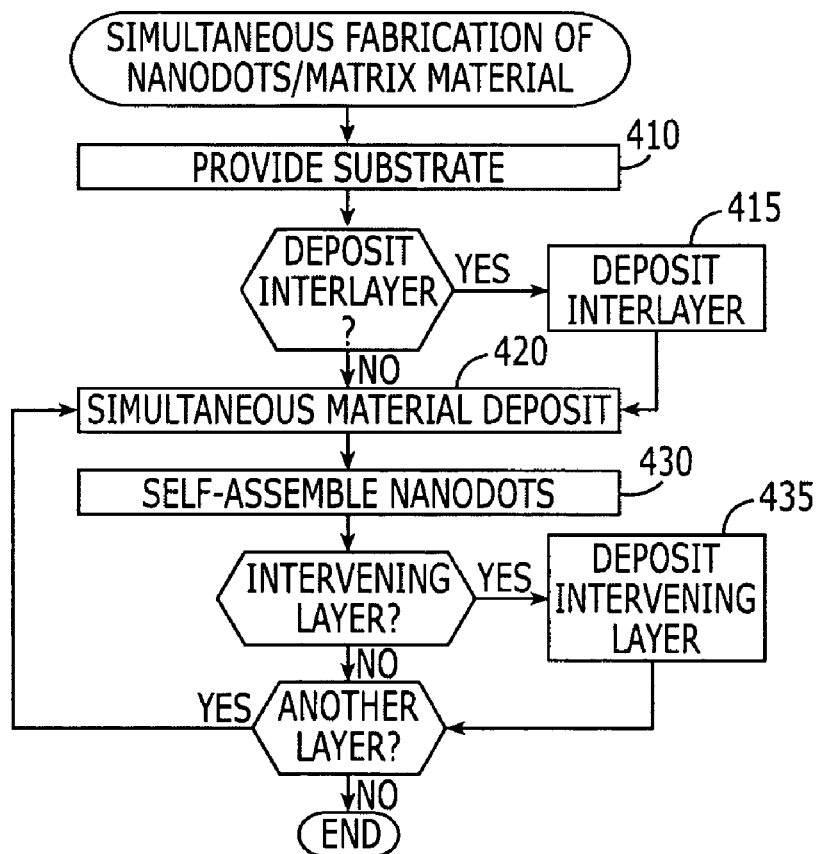 SIMULTANEOUS FABRICATION OF
NANODOTS/MATRIX MATERIAL
410
PROVIDE SUBSTRATE
415
DEPOSIT
INTERLAYER
?
YES
DEPOSIT
INTERLAYER
NO
420
SIMULTANEOUS MATERIAL DEPOSIT
430
SELF-ASSEMBLE NANODOTS
435
INTERVENING
LAYER?
YES
DEPOSIT
INTERVENING
LAYER
NO
YES
ANOTHER
LAYER?
NO
END